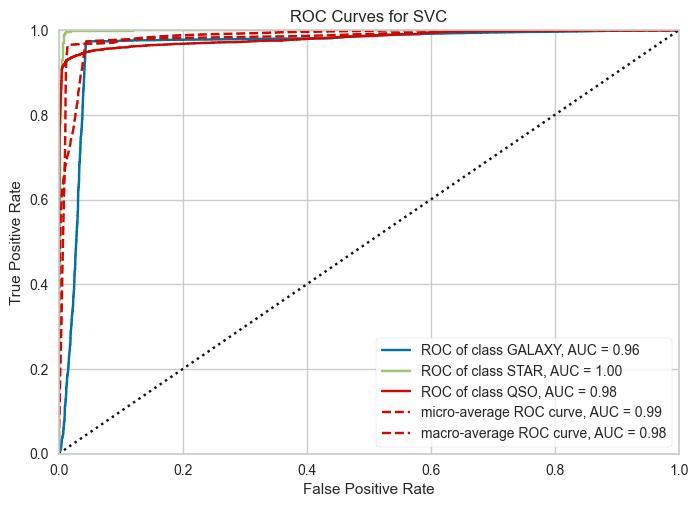 ROC Curves for SVC
True Positive Rate
1.0
0.8
0.6
0.4
0.2
0.0
ROC of class GALAXY, AUC = 0.96
ROC of class STAR, AUC = 1.00
ROC of class QSO, AUC = 0.98
micro-average ROC curve, AUC = 0.99
macro-average ROC curve, AUC = 0.98
0.0 0.2 0.4 0.6 0.8 1.0
False Positive Rate